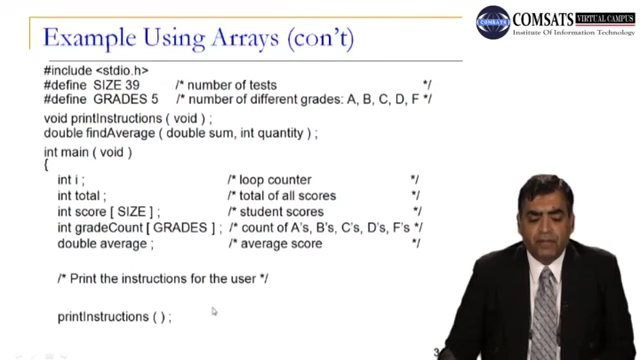 Example Using Arrays (con't)
COMSATS VIRTUAL CAMPUS
Institute Of Information Technology
COMSATS
#include <stdio.h>
#define SIZE 39 /* number of tests */
#define GRADES 5 /* number of different grades: A, B, C, D, F */
void printInstructions ( void ) ;
double findAverage ( double sum, int quantity ) ;
int main ( void )
{
int i ; /* loop counter */
int total ; /* total of all scores */
int score [ SIZE ] ; /* student scores */
int gradeCount [ GRADES ] ; /* count of A's, B's, C's, D's, F's */
double average ; /* average score */
/* Print the instructions for the user */
printInstructions ( ) ;